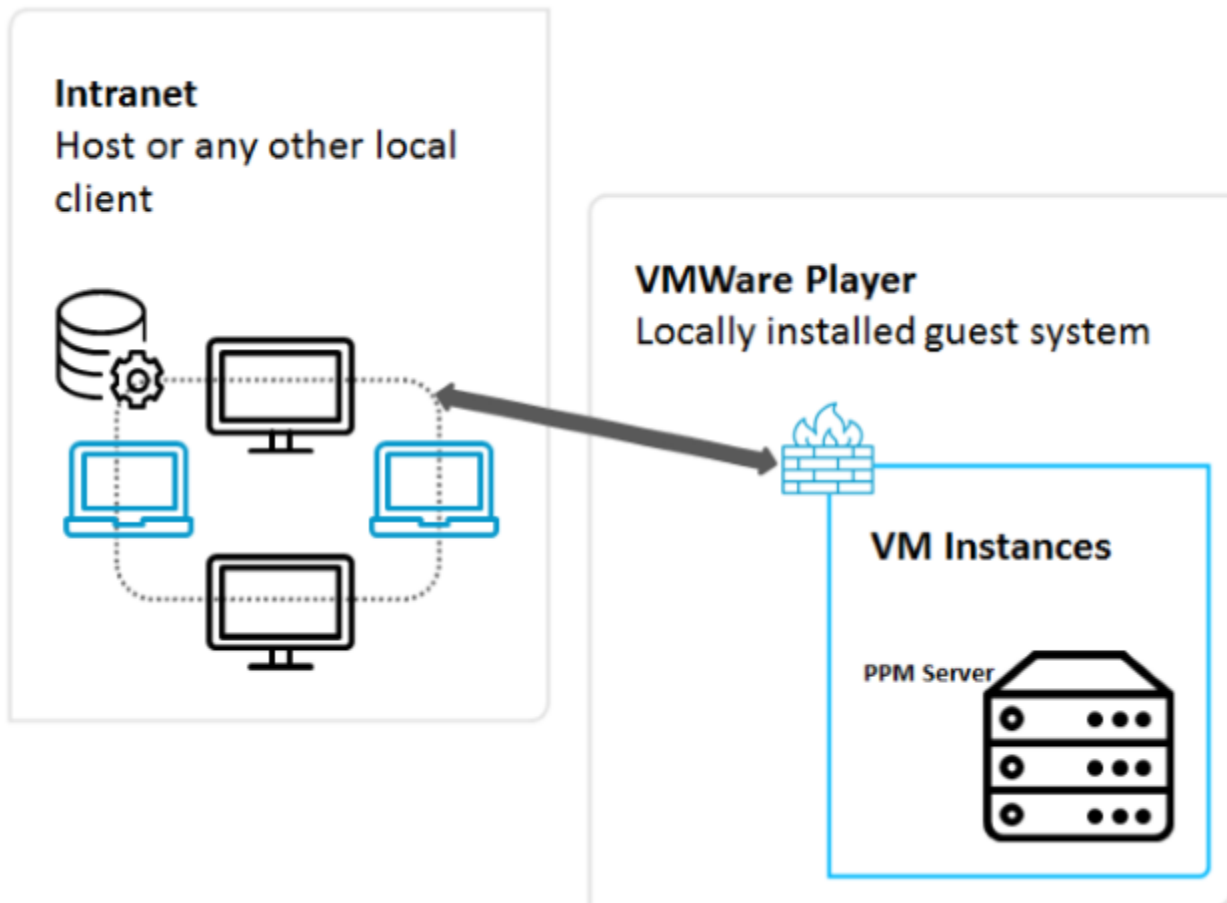 Intranet
Host or any other local
client
VMWare Player
Locally installed guest system
VM Instances
PPM Server